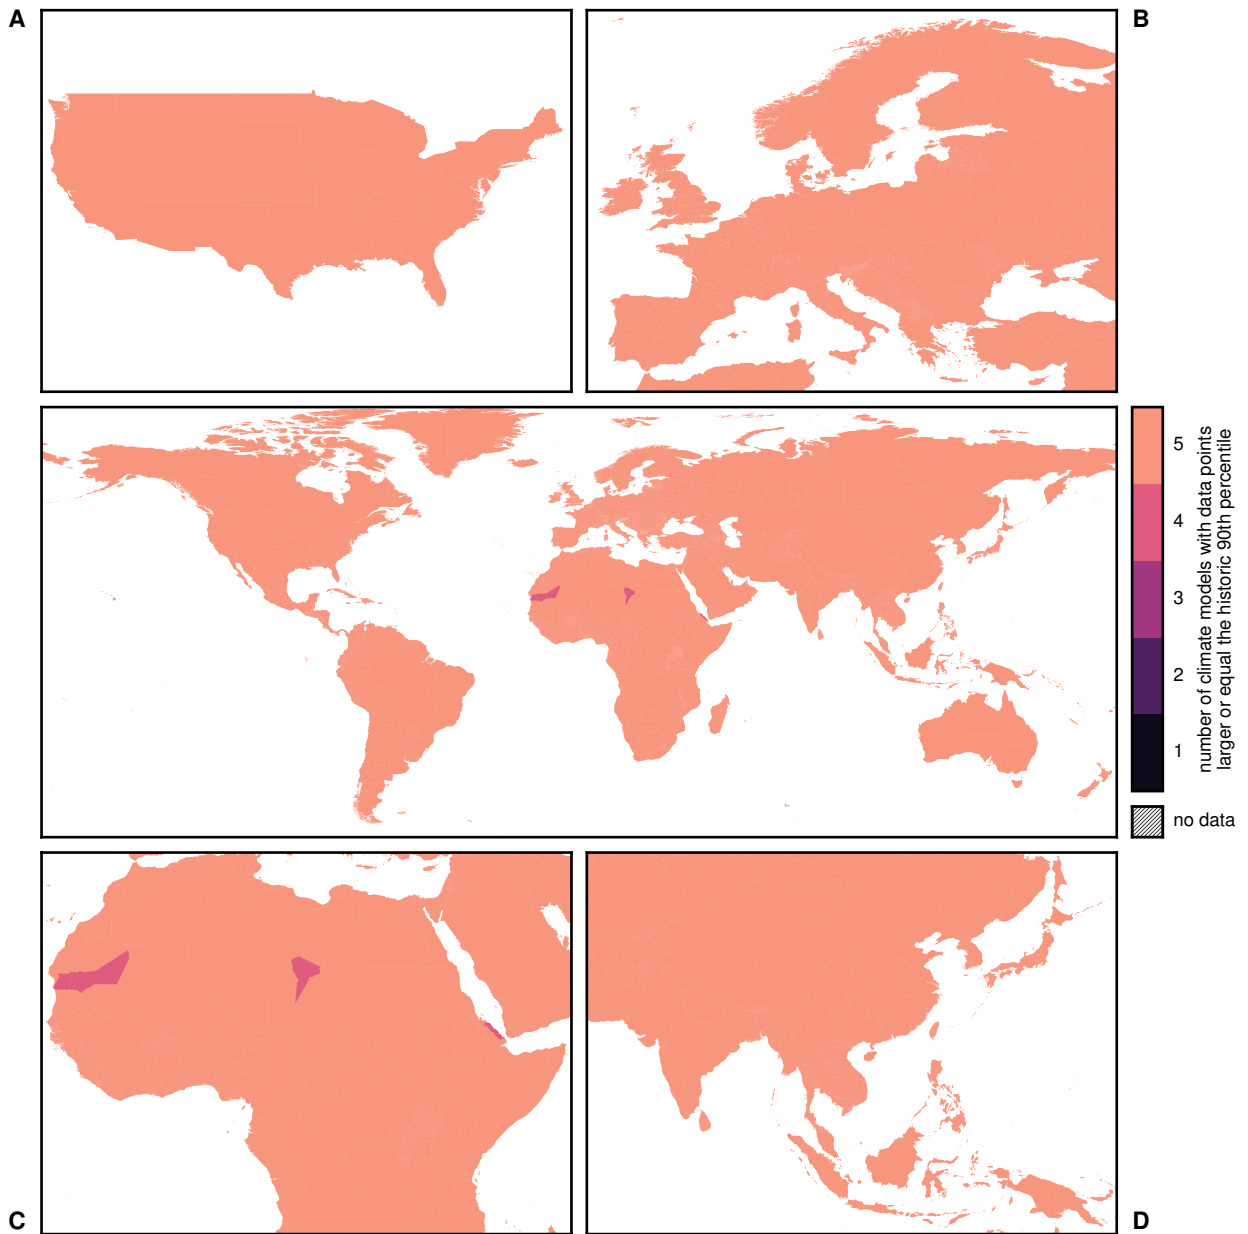 A
B
5
4
3
2
1
number of climate models with data points
larger or equal the historic 90th percentile
no data
C
D